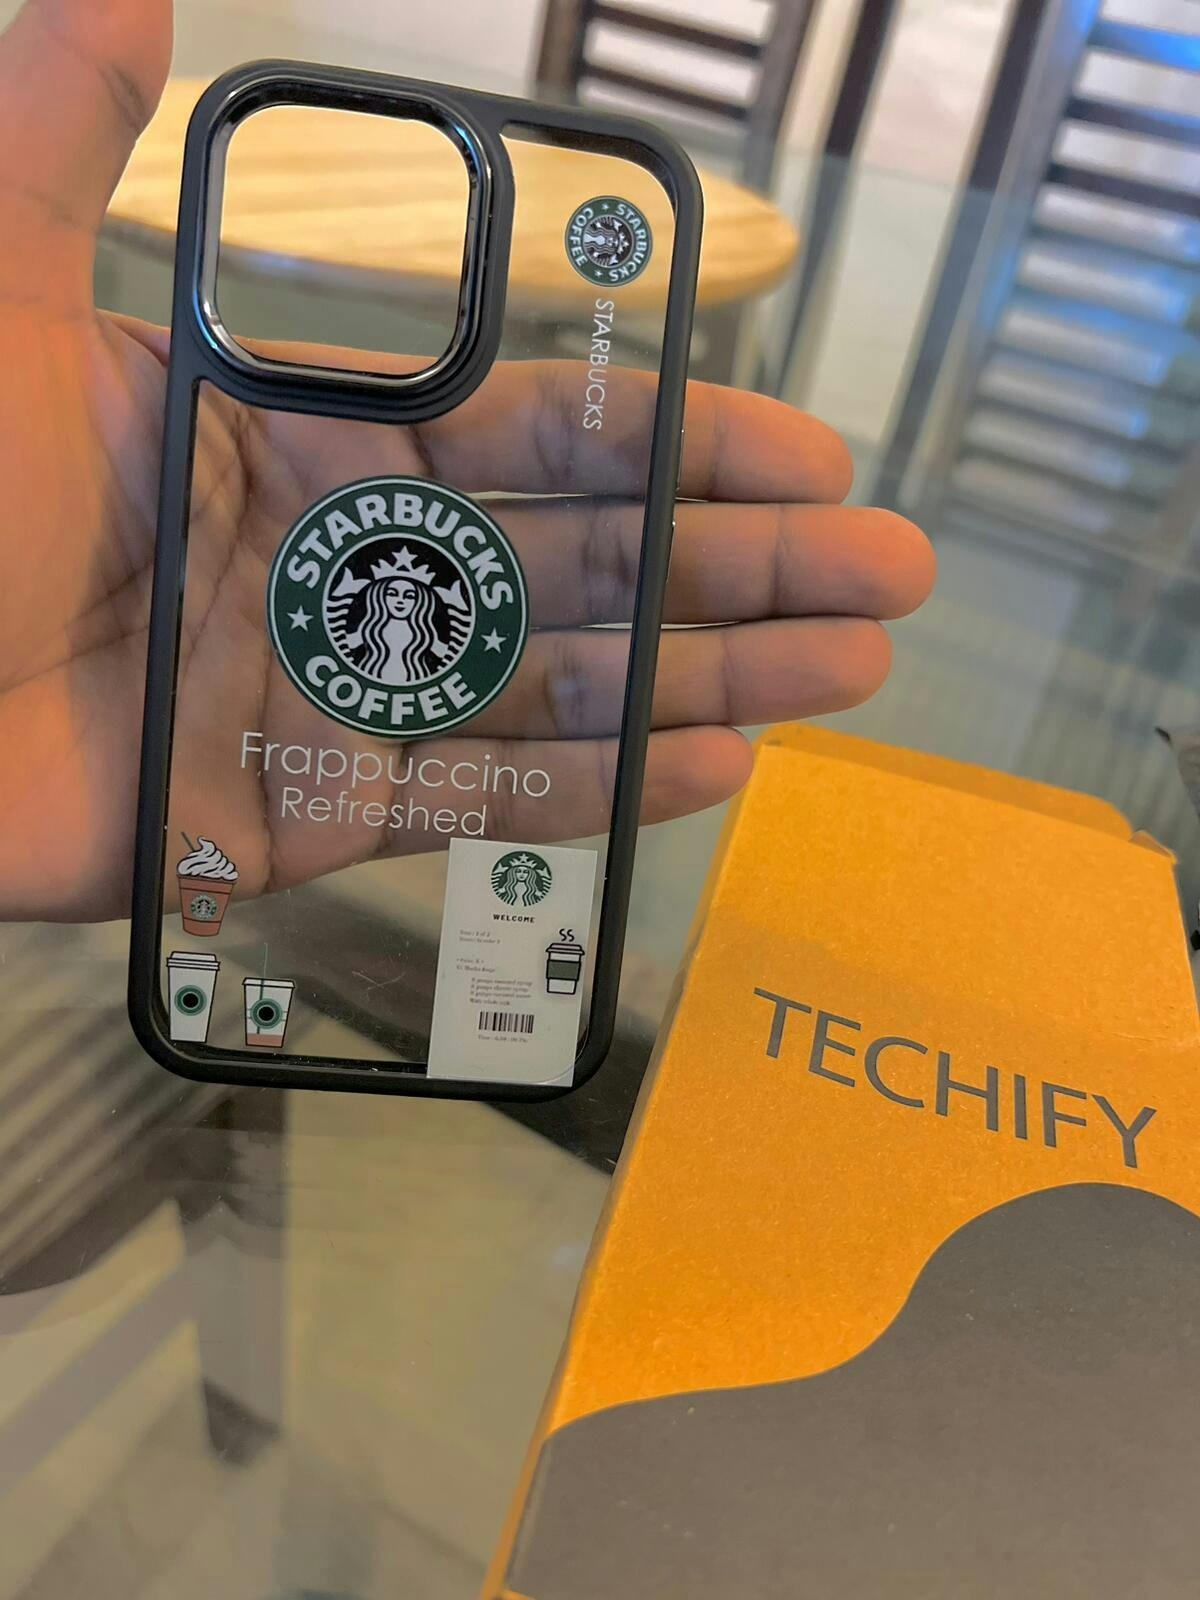 STARBUCKS
COFFEE
STARBUCKS
STARBUCKS
COFFEE
Frappuccino
Refreshed
WELCOME
TECHIFY